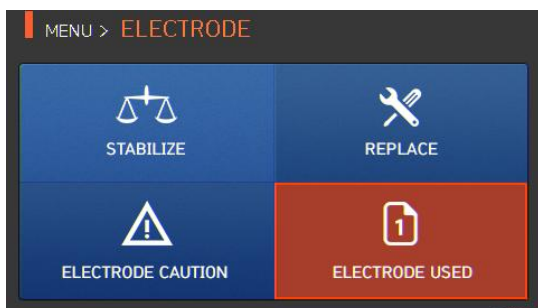 MENU > ELECTRODE
STABILIZE
REPLACE
ELECTRODE CAUTION
1
ELECTRODE USED